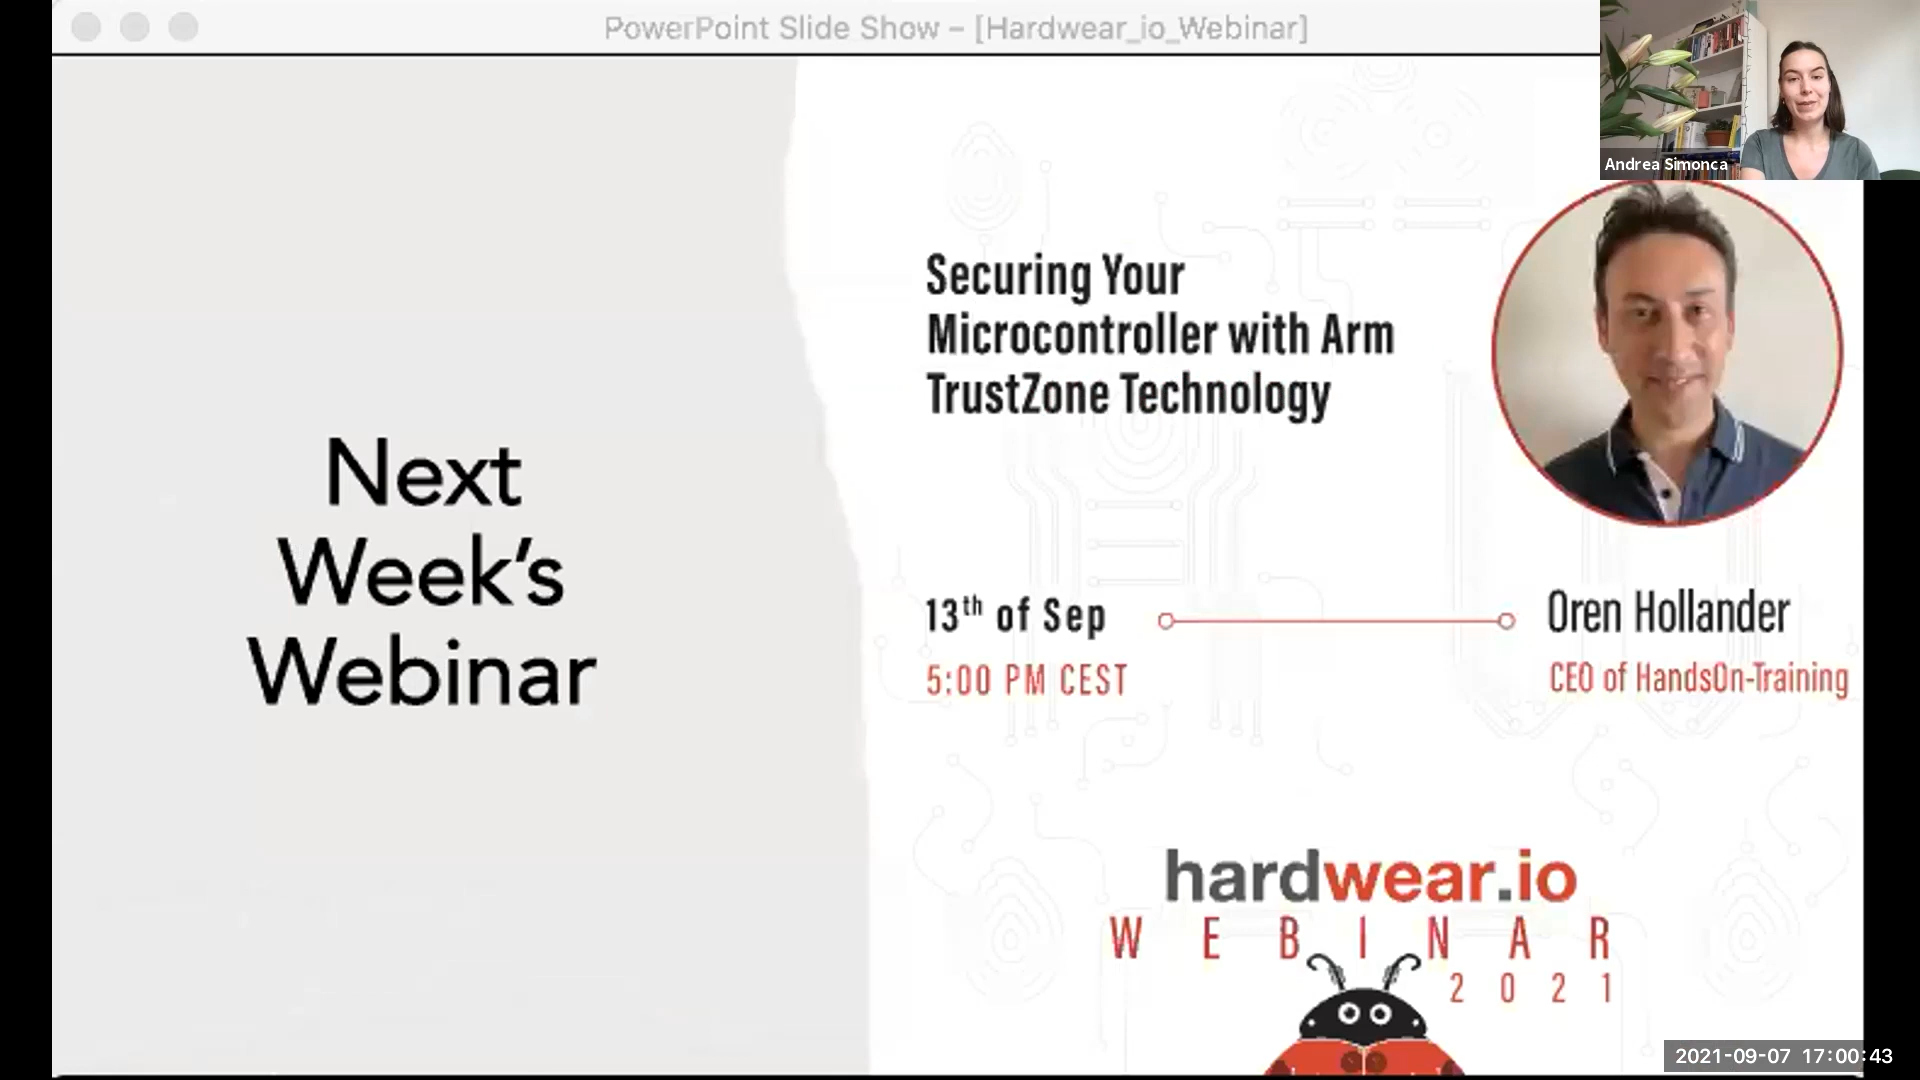 PowerPoint Slide Show – [Hardwear_io_Webinar]
Andrea Simonca
Next
Week's
Webinar
Securing Your
Microcontroller with Arm
TrustZone Technology
13th of Sep
5:00 PM CEST
Oren Hollander
CEO of HandsOn-Training
hardwear.io
WEBINAR
2021
2021-09-07 17:00:43